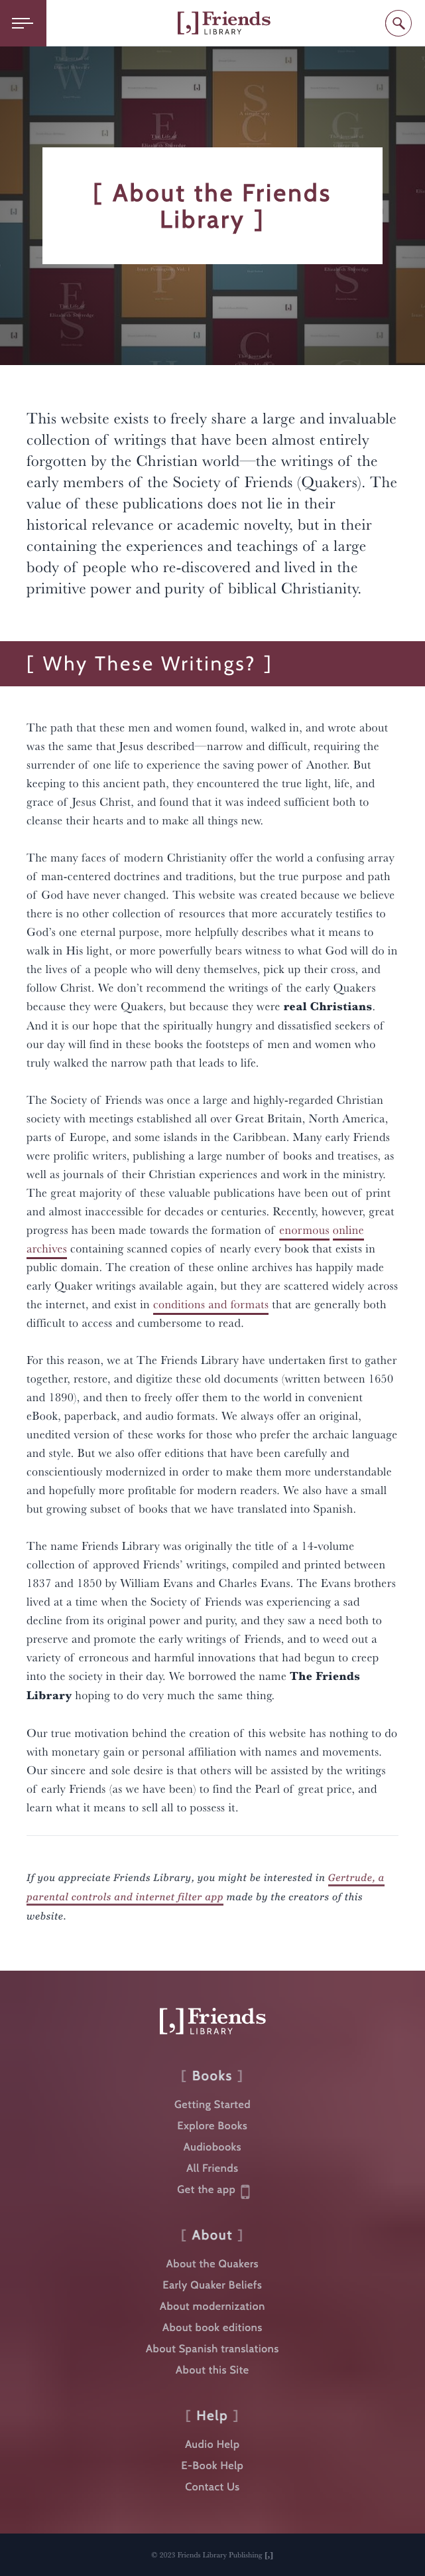 [,] Friends
LIBRARY
[ About the Friends
Library ]
This website exists to freely share a large and invaluable
collection of writings that have been almost entirely
forgotten by the Christian world—the writings of the
early members of the Society of Friends (Quakers). The
value of these publications does not lie in their
historical relevance or academic novelty, but in their
containing the experiences and teachings of a large
body of people who re-discovered and lived in the
primitive power and purity of biblical Christianity.
[ Why These Writings? ]
The path that these men and women found, walked in, and wrote about
was the same that Jesus described—narrow and difficult, requiring the
surrender of one life to experience the saving power of Another. But
keeping to this ancient path, they encountered the true light, life, and
grace of Jesus Christ, and found that it was indeed sufficient both to
cleanse their hearts and to make all things new.
The many faces of modern Christianity offer the world a confusing array
of man-centered doctrines and traditions, but the true purpose and path
of God have never changed. This website was created because we believe
there is no other collection of resources that more accurately testifies to
God’s one eternal purpose, more helpfully describes what it means to
walk in His light, or more powerfully bears witness to what God will do in
the lives of a people who will deny themselves, pick up their cross, and
follow Christ. We don’t recommend the writings of the early Quakers
because they were Quakers, but because they were real Christians.
And it is our hope that the spiritually hungry and dissatisfied seekers of
our day will find in these books the footsteps of men and women who
truly walked the narrow path that leads to life.
The Society of Friends was once a large and highly-regarded Christian
society with meetings established all over Great Britain, North America,
parts of Europe, and some islands in the Caribbean. Many early Friends
were prolific writers, publishing a large number of books and treatises, as
well as journals of their Christian experiences and work in the ministry.
The great majority of these valuable publications have been out of print
and almost inaccessible for decades or centuries. Recently, however, great
progress has been made towards the formation of enormous online
archives containing scanned copies of nearly every book that exists in
public domain. The creation of these online archives has happily made
early Quaker writings available again, but they are scattered widely across
the internet, and exist in conditions and formats that are generally both
difficult to access and cumbersome to read.
For this reason, we at The Friends Library have undertaken first to gather
together, restore, and digitize these old documents (written between 1650
and 1890), and then to freely offer them to the world in convenient
eBook, paperback, and audio formats. We always offer an original,
unedited version of these works for those who prefer the archaic language
and style. But we also offer editions that have been carefully and
conscientiously modernized in order to make them more understandable
and hopefully more profitable for modern readers. We also have a small
but growing subset of books that we have translated into Spanish.
The name Friends Library was originally the title of a 14-volume
collection of approved Friends’ writings, compiled and printed between
1837 and 1850 by William Evans and Charles Evans. The Evans brothers
lived at a time when the Society of Friends was experiencing a sad
decline from its original power and purity, and they saw a need both to
preserve and promote the early writings of Friends, and to weed out a
variety of erroneous and harmful innovations that had begun to creep
into the society in their day. We borrowed the name The Friends
Library hoping to do very much the same thing.
Our true motivation behind the creation of this website has nothing to do
with monetary gain or personal affiliation with names and movements.
Our sincere and sole desire is that others will be assisted by the writings
of early Friends (as we have been) to find the Pearl of great price, and
learn what it means to sell all to possess it.
If you appreciate Friends Library, you might be interested in Gertrude, a
parental controls and internet filter app made by the creators of this
website.
[,] Friends
LIBRARY
[ Books ]
Getting Started
Explore Books
Audiobooks
All Friends
Get the app
[ About ]
About the Quakers
Early Quaker Beliefs
About modernization
About book editions
About Spanish translations
About this Site
[ Help ]
Audio Help
E-Book Help
Contact Us
© 2023 Friends Library Publishing [,]